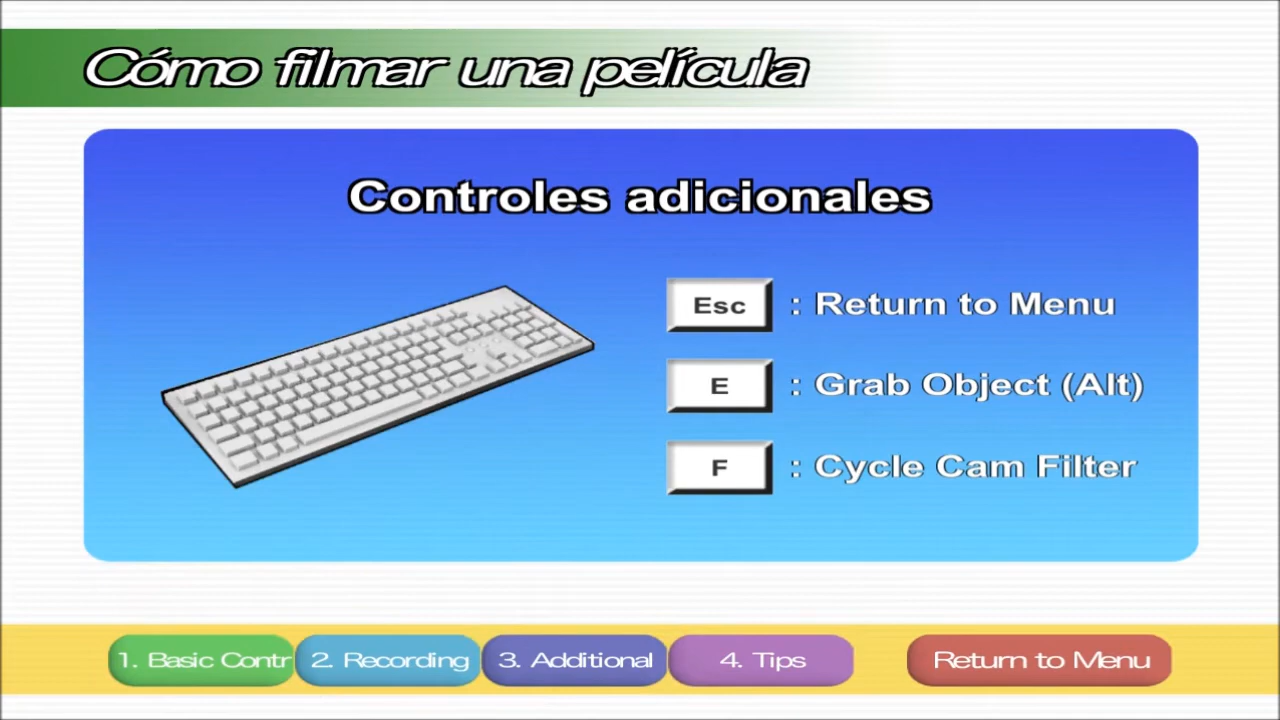 Cómo filmar una película
Controles adicionales
Esc : Return to Menu
E : Grab Object (Alt)
F : Cycle Cam Filter
1. Basic Contr 2. Recording 3. Additional 4. Tips Return to Menu